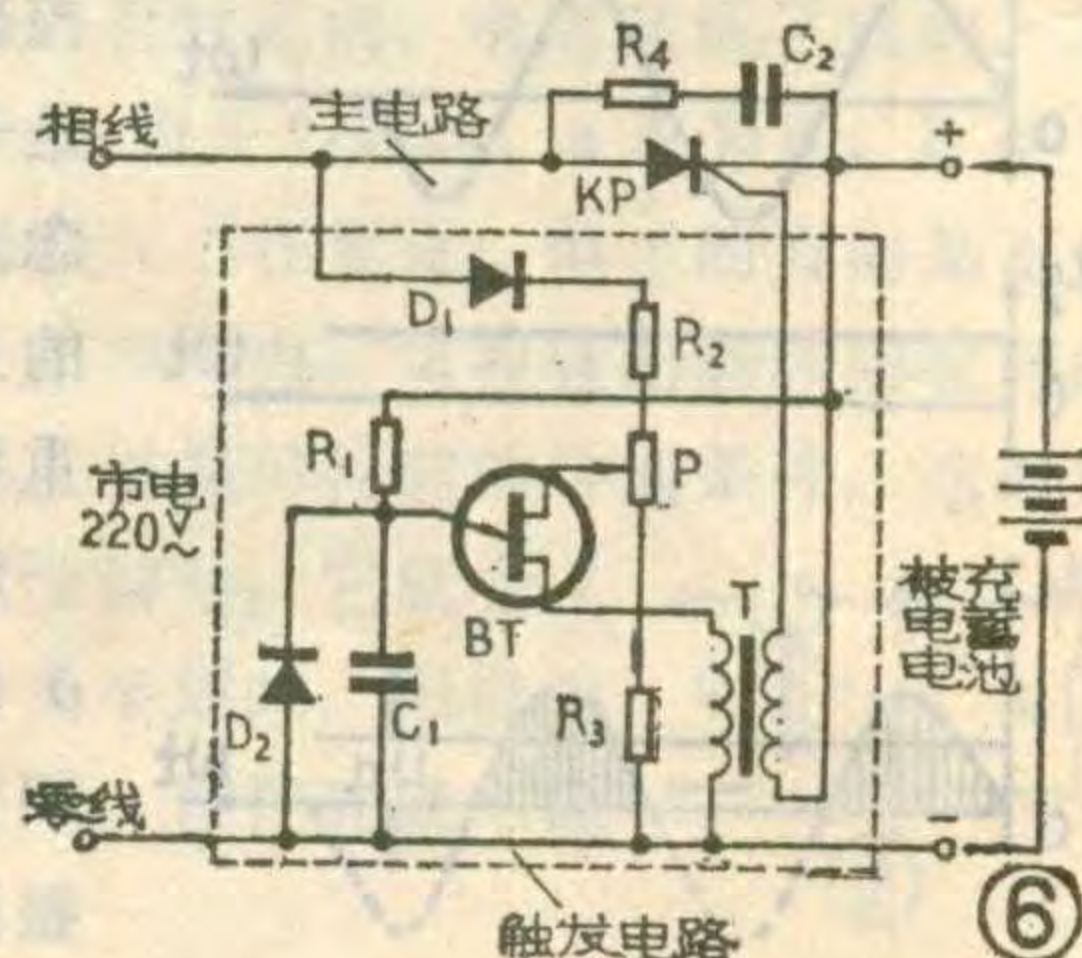 R₄
C₂
相线
主电路
+
KP
D₁
R₂
R₁
P
市电
220V~
BT
T
被充
电蓄
电池
D₂
C₁
R₃
零线
-
触发电路
⑥